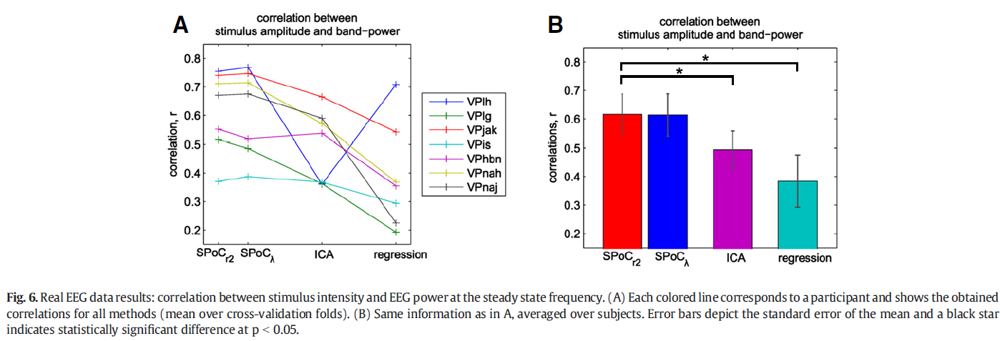 A
correlation between
stimulus amplitude and band-power
correlation, r
0.8
0.7
0.6
0.5
0.4
0.3
0.2
SPoCr2
SPoCλ
ICA
regression
VPlh
VPlg
VPjak
VPis
VPhbn
VPnah
VPnaj
B
correlation between
stimulus amplitude and band-power
correlations, r
0.8
0.7
0.6
0.5
0.4
0.3
0.2
*
*
SPoCr2
SPoCλ
ICA
regression
Fig. 6. Real EEG data results: correlation between stimulus intensity and EEG power at the steady state frequency. (A) Each colored line corresponds to a participant and shows the obtained
correlations for all methods (mean over cross-validation folds). (B) Same information as in A, averaged over subjects. Error bars depict the standard error of the mean and a black star
indicates statistically significant difference at p < 0.05.